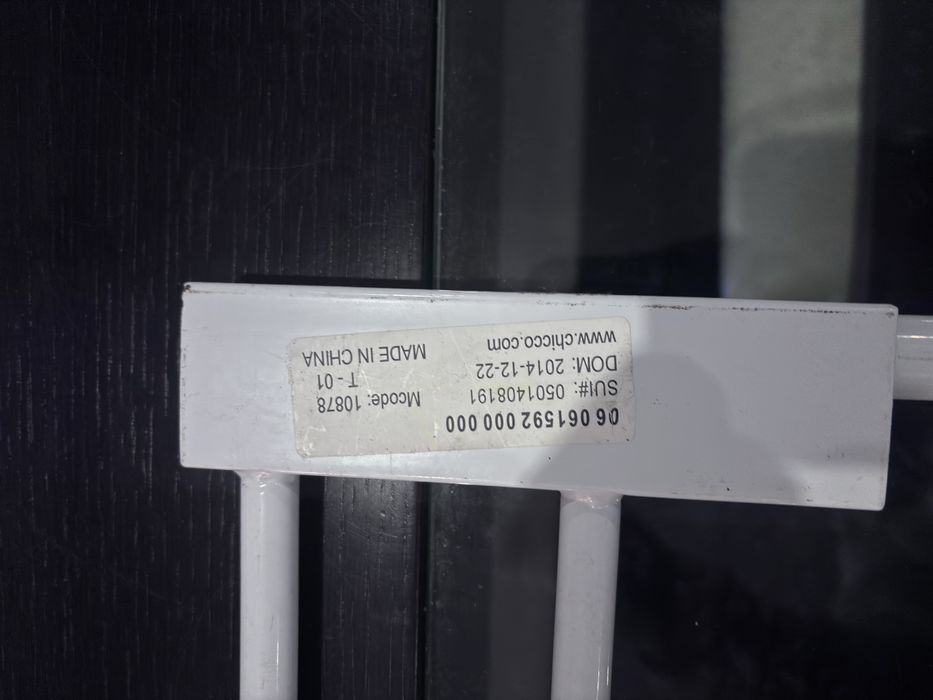 06 061592 000 000
SUI#: 0501408191 Mcode: 10878
DOM: 2014-12-22 T - 01
www.chicco.com MADE IN CHINA